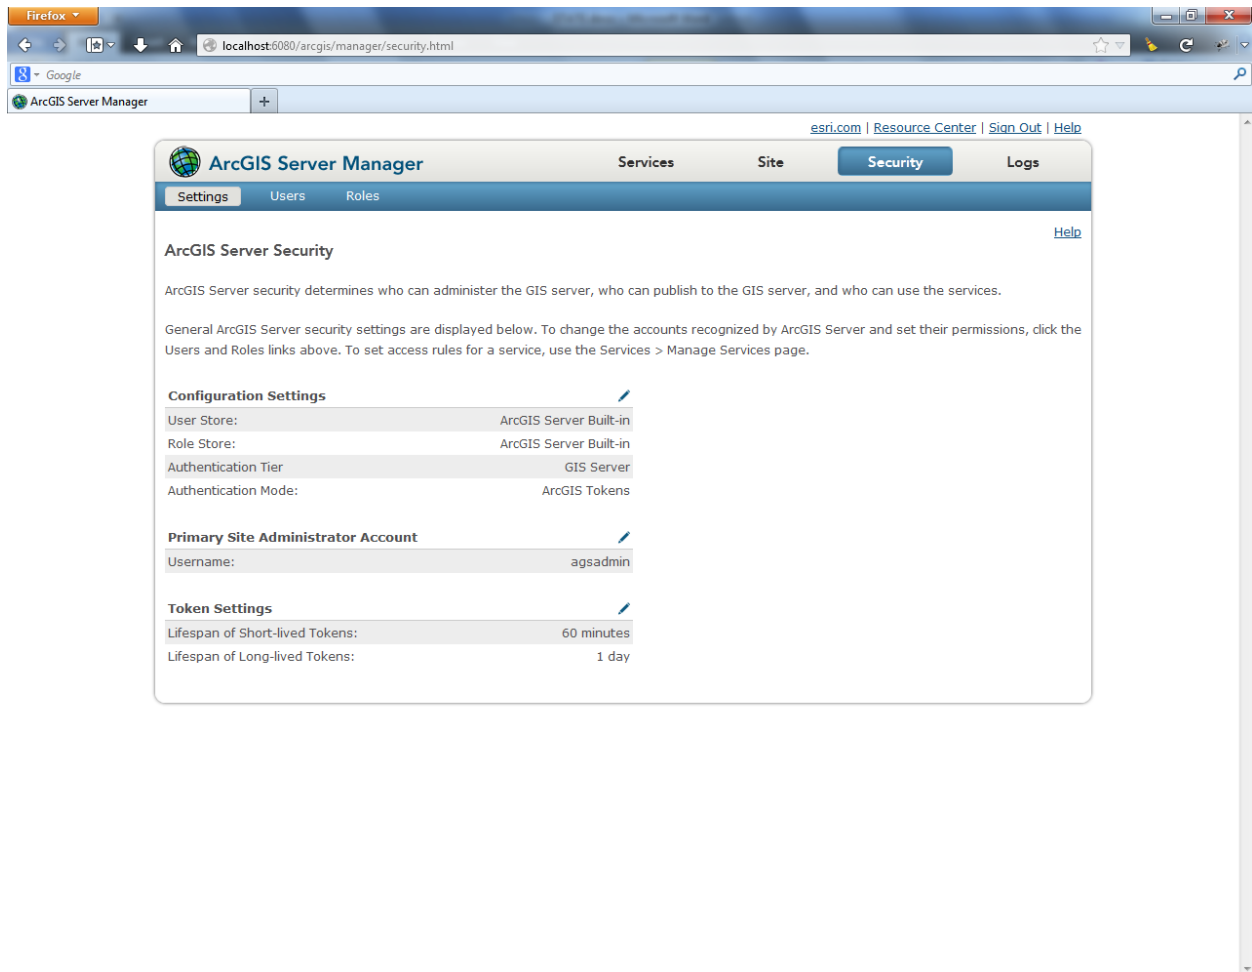 Firefox
localhost:6080/arcgis/manager/security.html
Google
ArcGIS Server Manager
esri.com | Resource Center | Sign Out | Help
ArcGIS Server Manager Services Site Security Logs
Settings Users Roles
Help
ArcGIS Server Security
ArcGIS Server security determines who can administer the GIS server, who can publish to the GIS server, and who can use the services.
General ArcGIS Server security settings are displayed below. To change the accounts recognized by ArcGIS Server and set their permissions, click the
Users and Roles links above. To set access rules for a service, use the Services > Manage Services page.
Configuration Settings
User Store: ArcGIS Server Built-in
Role Store: ArcGIS Server Built-in
Authentication Tier GIS Server
Authentication Mode: ArcGIS Tokens
Primary Site Administrator Account
Username: agsadmin
Token Settings
Lifespan of Short-lived Tokens: 60 minutes
Lifespan of Long-lived Tokens: 1 day